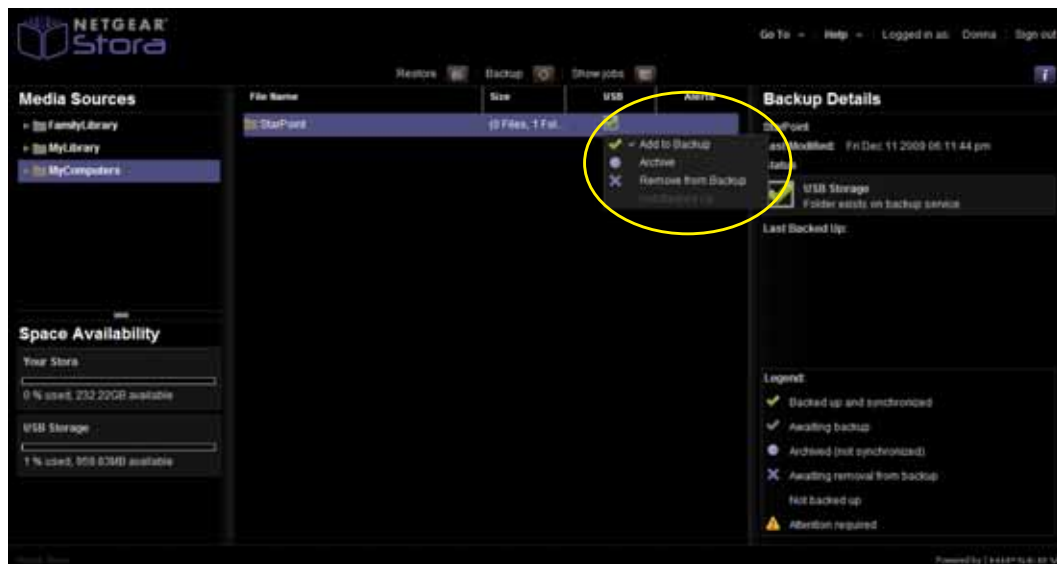 NETGEAR
Stora
Go To Help Logged in as: Donna Sign out
Restore Backup Show jobs
i
Media Sources
FamilyLibrary
MyLibrary
MyComputers
File Name Size USB Alerts
StarPoint (0 Files, 1 Fol...
Add to Backup
Archive
Remove from Backup
Backup Details
StarPoint
Last Modified: Fri Dec 11 2009 06:11:44 pm
Status
USB Storage
Folder exists on backup service
Last Backed Up:
Space Availability
Your Stora
0 % used, 232.22GB available
USB Storage
1 % used, available
Legend:
Backed up and synchronized
Awaiting backup
Archived (not synchronized)
Awaiting removal from backup
Not backed up
Attention required
Powered by